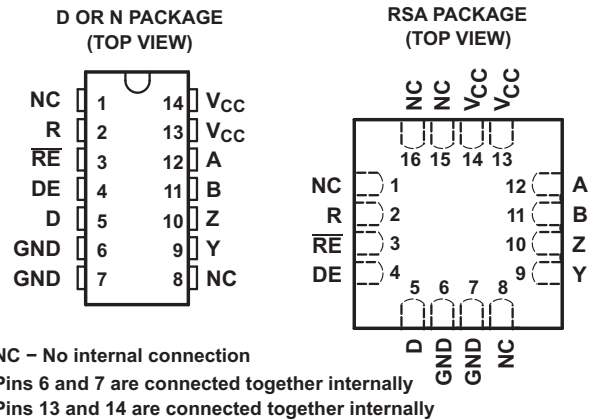 D OR N PACKAGE
(TOP VIEW)
NC 1 14 VCC
R 2 13 VCC
RE 3 12 A
DE 4 11 B
D 5 10 Z
GND 6 9 Y
GND 7 8 NC
RSA PACKAGE
(TOP VIEW)
NC NC VCC VCC
16 15 14 13
NC 1 12 A
R 2 11 B
RE 3 10 Z
DE 4 9 Y
5 6 7 8
D GND GND NC
NC − No internal connection
Pins 6 and 7 are connected together internally
Pins 13 and 14 are connected together internally